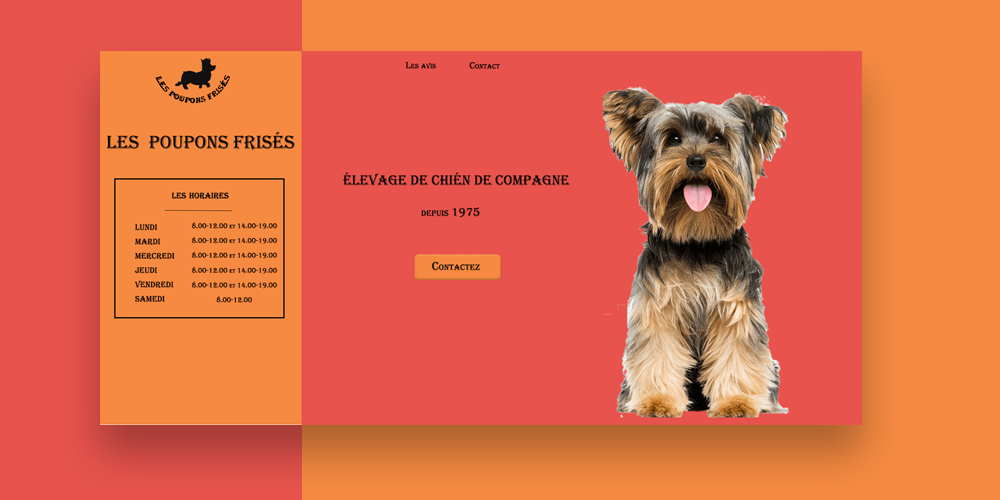 LES POUPONS FRISÉS
LES POUPONS FRISÉS
LES HORAIRES
LUNDI 8.00-12.00 ET 14.00-19.00
MARDI 8.00-12.00 ET 14.00-19.00
MERCREDI 8.00-12.00 ET 14.00-19.00
JEUDI 8.00-12.00 ET 14.00-19.00
VENDREDI 8.00-12.00 ET 14.00-19.00
SAMEDI 8.00-12.00
Les avis Contact
ÉLEVAGE DE CHIÉN DE COMPAGNE
DEPUIS 1975
Contactez